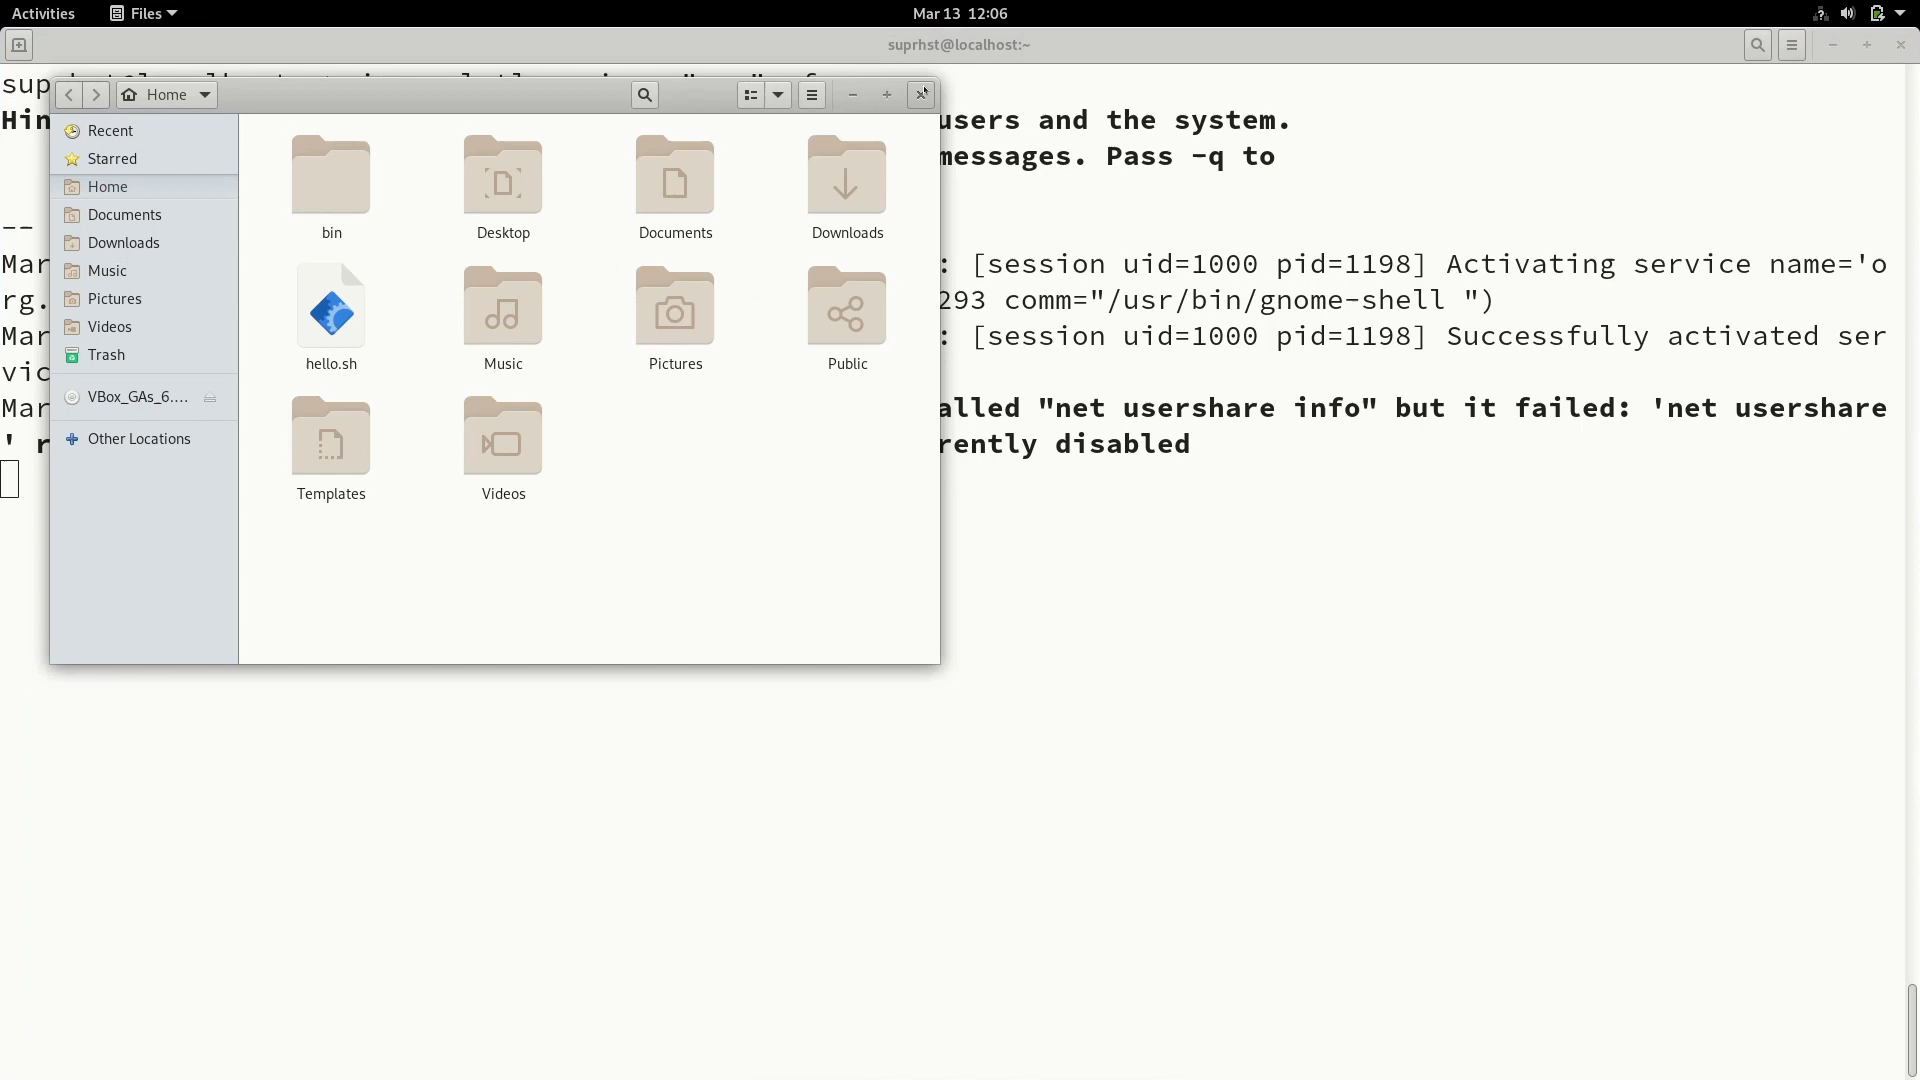 Activities Files Mar 13 12:06
suprhst@localhost:~
sup
Home
Hin users and the system.
messages. Pass -q to
--
Mar : [session uid=1000 pid=1198] Activating service name='o
rg. 293 comm="/usr/bin/gnome-shell ")
Mar : [session uid=1000 pid=1198] Successfully activated ser
vic
Mar alled "net usershare info" but it failed: 'net usershare
' r rently disabled
Recent
Starred
Home
Documents
Downloads
Music
Pictures
Videos
Trash
VBox_GAs_6....
Other Locations
bin Desktop Documents Downloads
hello.sh Music Pictures Public
Templates Videos